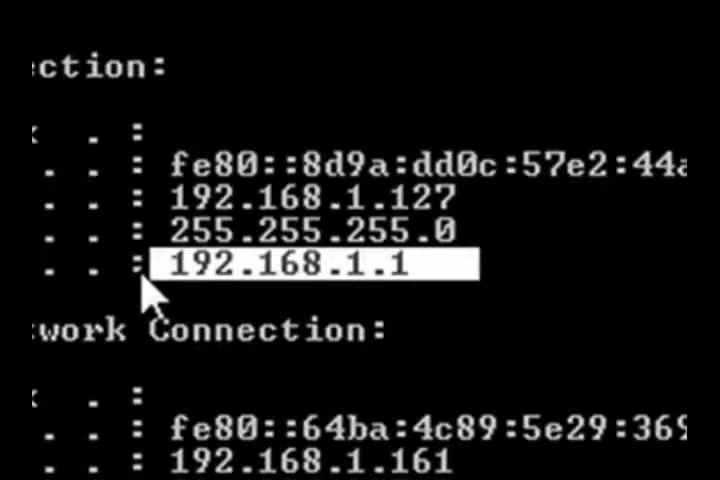 ction:
. :
. . : fe80::8d9a:dd0c:57e2:44a
. . : 192.168.1.127
. . : 255.255.255.0
. . : 192.168.1.1
work Connection:
. :
. . : fe80::64ba:4c89:5e29:369
. . : 192.168.1.161